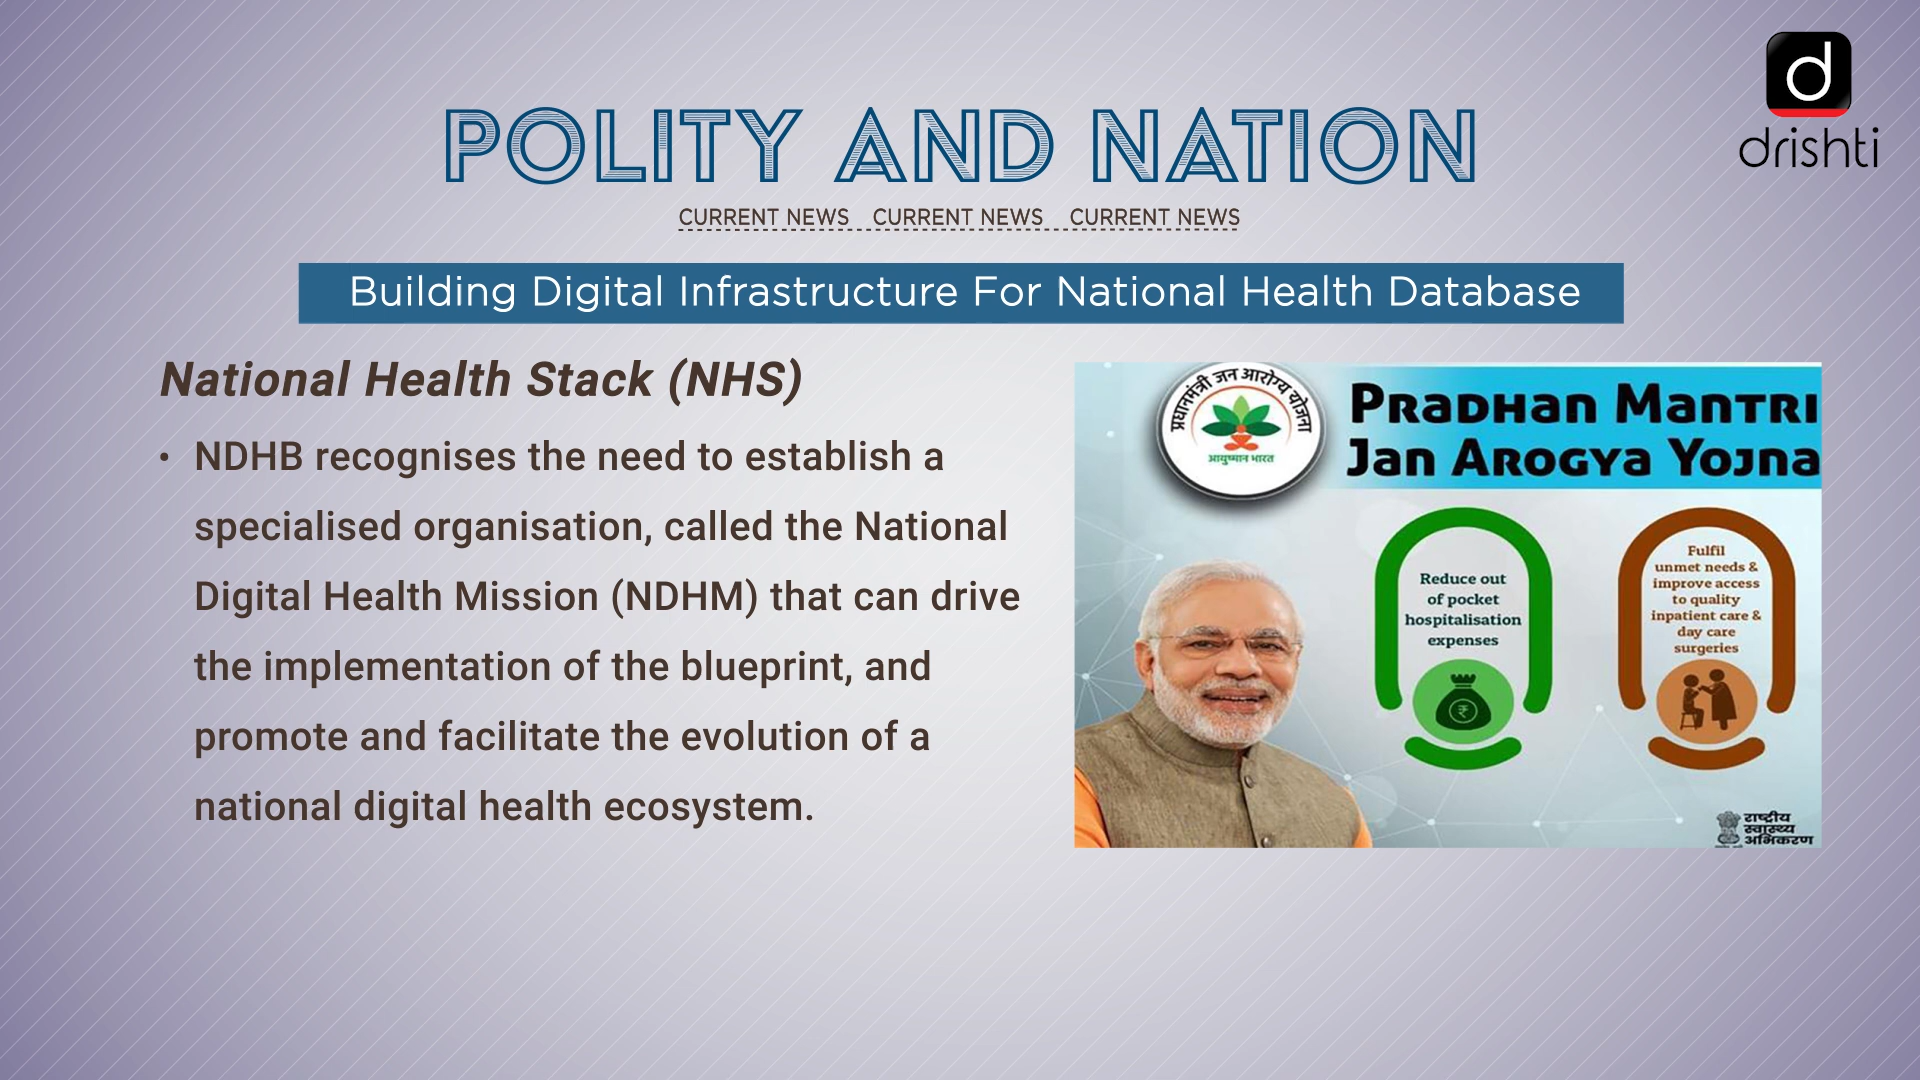 d
drishti
POLITY AND NATION
CURRENT NEWS CURRENT NEWS CURRENT NEWS
Building Digital Infrastructure For National Health Database
National Health Stack (NHS)
• NDHB recognises the need to establish a
specialised organisation, called the National
Digital Health Mission (NDHM) that can drive
the implementation of the blueprint, and
promote and facilitate the evolution of a
national digital health ecosystem.
प्रधानमंत्री जन आरोग्य योजना
आयुष्मान भारत
Pradhan Mantri
Jan Arogya Yojna
Reduce out
of pocket
hospitalisation
expenses
Fulfil
unmet needs &
improve access
to quality
inpatient care &
day care
surgeries
राष्ट्रीय
स्वास्थ्य
अभिकरण